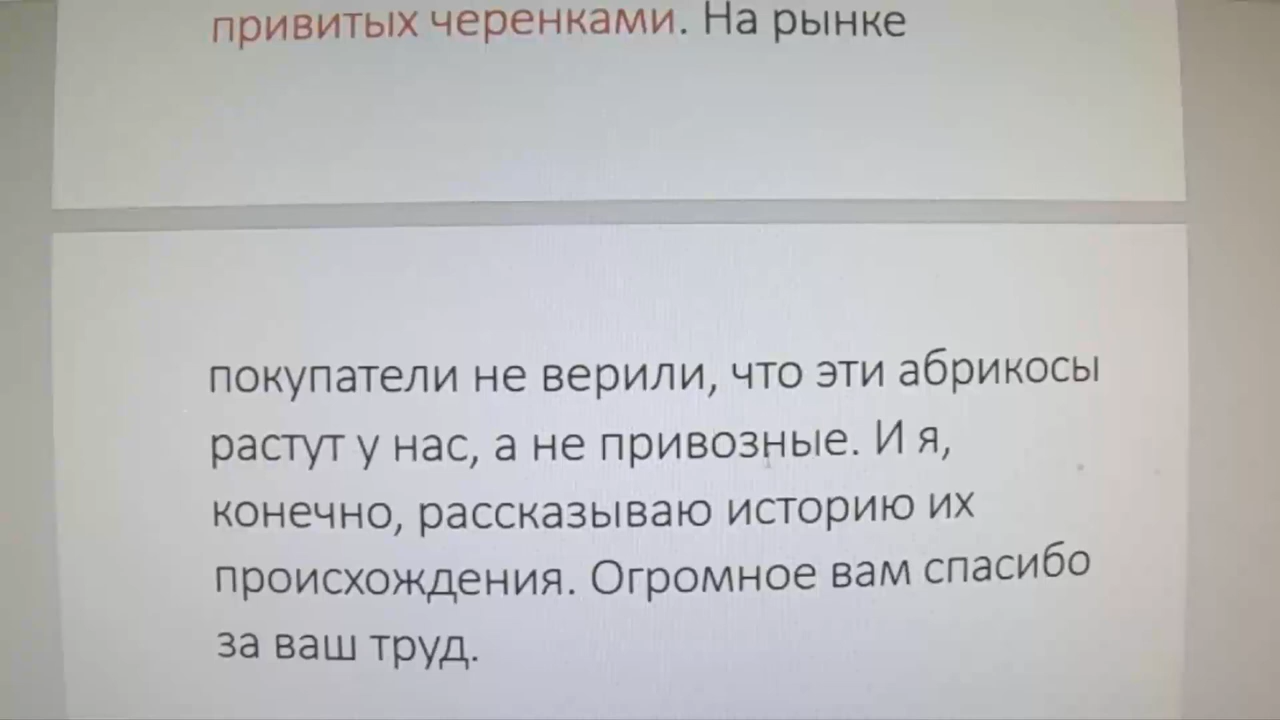 привитых черенками. На рынке
покупатели не верили, что эти абрикосы
растут у нас, а не привозные. И я,
конечно, рассказываю историю их
происхождения. Огромное вам спасибо
за ваш труд.